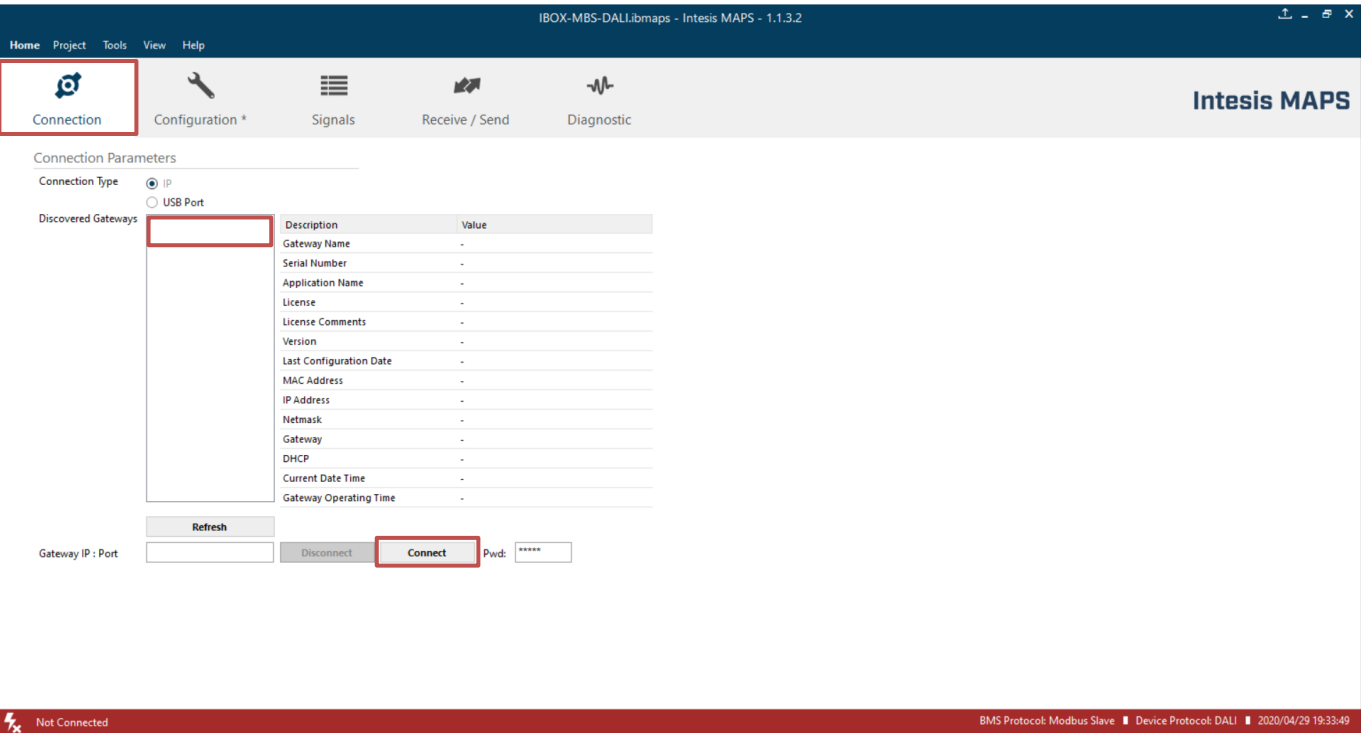 IBOX-MBS-DALI.ibmaps - Intesis MAPS - 1.1.3.2
Home Project Tools View Help
Connection Configuration * Signals Receive / Send Diagnostic
Intesis MAPS
Connection Parameters
Connection Type IP
USB Port
Discovered Gateways
Description Value
Gateway Name -
Serial Number -
Application Name -
License -
License Comments -
Version -
Last Configuration Date -
MAC Address -
IP Address -
Netmask -
Gateway -
DHCP -
Current Date Time -
Gateway Operating Time -
Refresh
Gateway IP : Port Disconnect Connect Pwd: *****
Not Connected BMS Protocol: Modbus Slave Device Protocol: DALI 2020/04/29 19:33:49